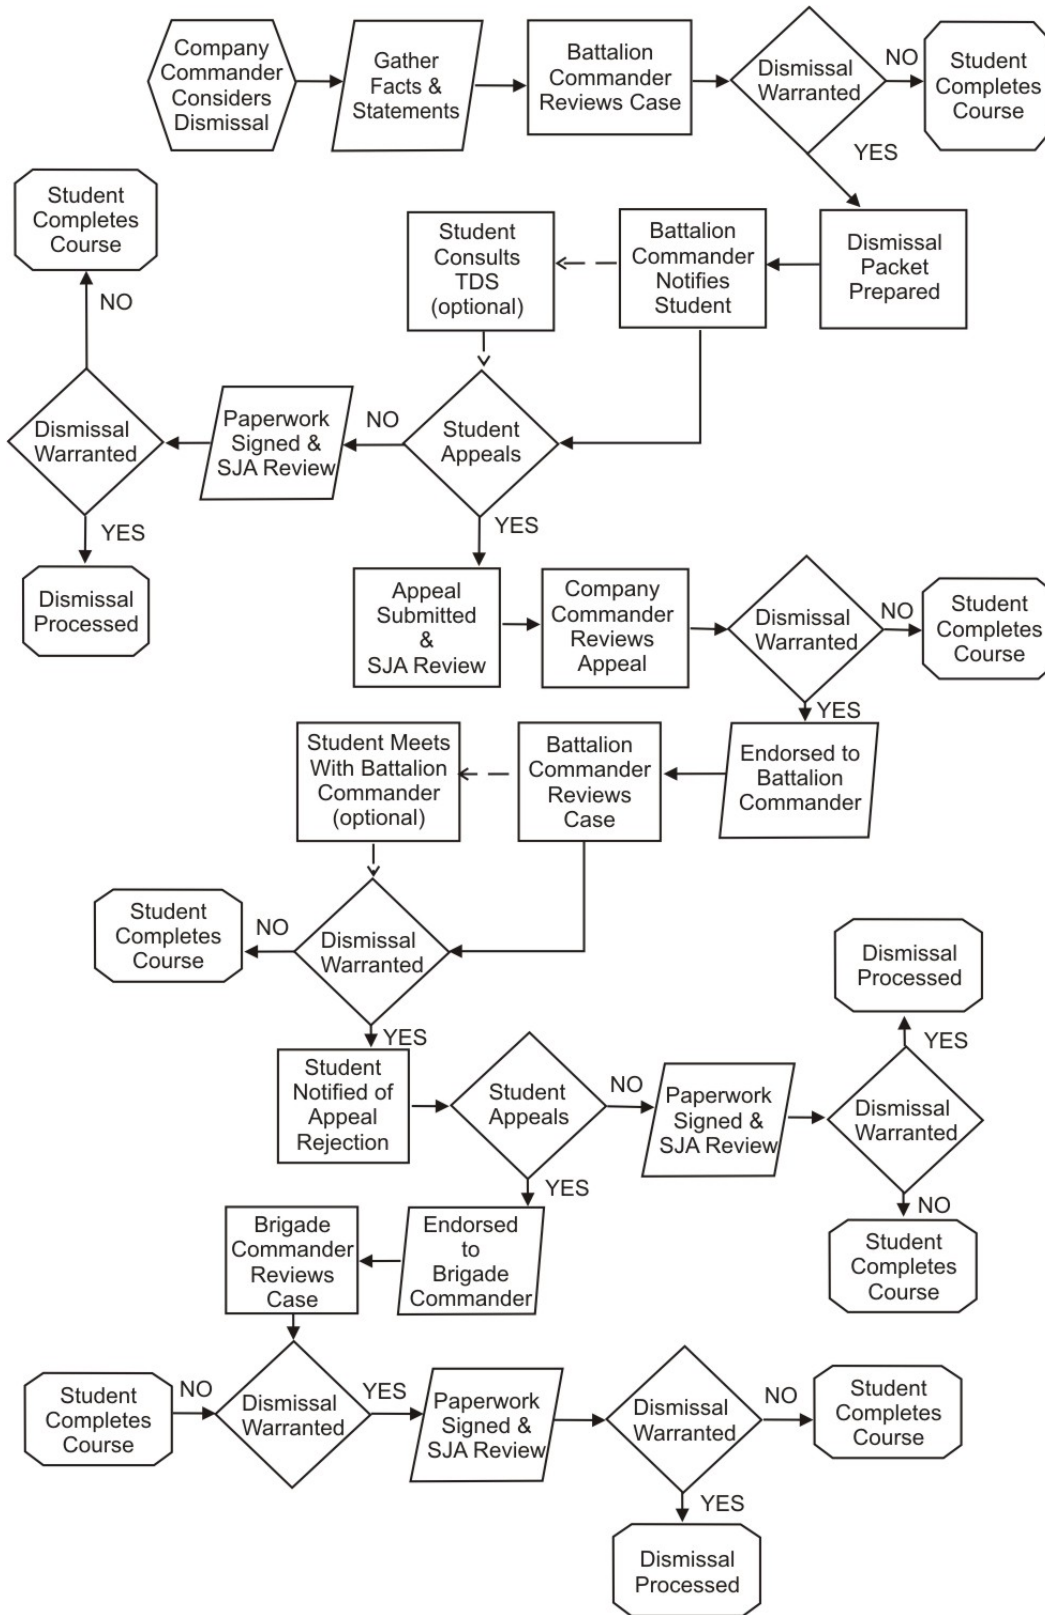 Company
Commander
Considers
Dismissal
Gather
Facts &
Statements
Battalion
Commander
Reviews Case
Dismissal
Warranted
NO
Student
Completes
Course
YES
Student
Completes
Course
NO
Student
Consults
TDS
(optional)
Battalion
Commander
Notifies
Student
Dismissal
Packet
Prepared
Dismissal
Warranted
Paperwork
Signed &
SJA Review
NO
Student
Appeals
YES
YES
Dismissal
Processed
Appeal
Submitted
&
SJA Review
Company
Commander
Reviews
Appeal
Dismissal
Warranted
NO
Student
Completes
Course
YES
Student Meets
With Battalion
Commander
(optional)
Battalion
Commander
Reviews
Case
Endorsed to
Battalion
Commander
Student
Completes
Course
NO
Dismissal
Warranted
YES
Dismissal
Processed
YES
Student
Notified of
Appeal
Rejection
Student
Appeals
NO
Paperwork
Signed &
SJA Review
Dismissal
Warranted
YES
NO
Student
Completes
Course
Brigade
Commander
Reviews
Case
Endorsed
to
Brigade
Commander
Student
Completes
Course
NO
Dismissal
Warranted
YES
Paperwork
Signed &
SJA Review
Dismissal
Warranted
NO
Student
Completes
Course
YES
Dismissal
Processed